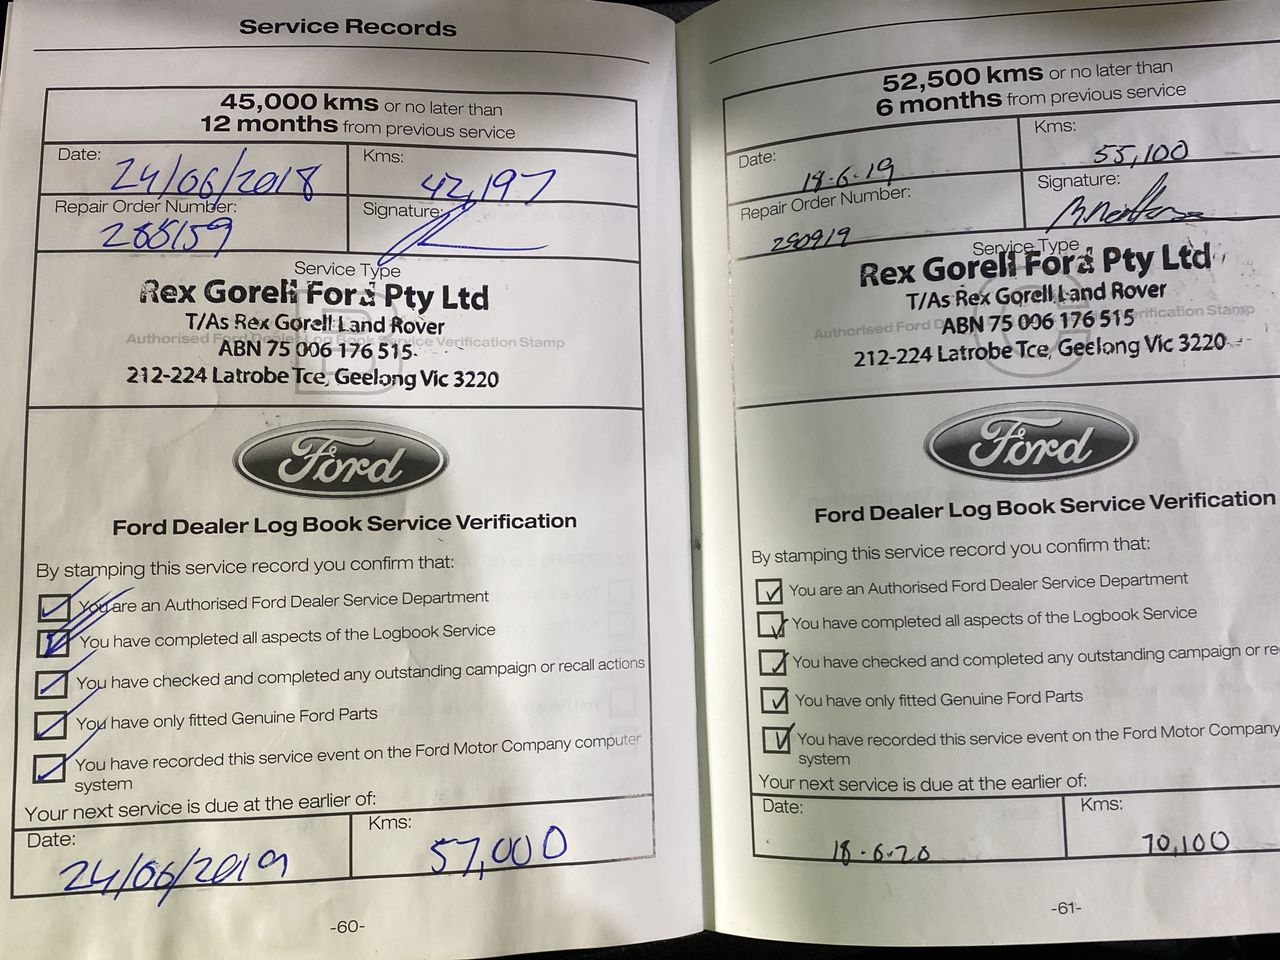 Service Records
45,000 kms or no later than
12 months from previous service
Date:
24/06/2018
Kms:
42,197
Repair Order Number:
288159
Signature:
Service Type
Rex Gorell Ford Pty Ltd
T/As Rex Gorell Land Rover
Authorised Ford Dealer Log Book Service Verification Stamp
B
ABN 75 006 176 515
212-224 Latrobe Tce, Geelong Vic 3220
Ford
Ford Dealer Log Book Service Verification
By stamping this service record you confirm that:
You are an Authorised Ford Dealer Service Department
You have completed all aspects of the Logbook Service
You have checked and completed any outstanding campaign or recall actions
You have only fitted Genuine Ford Parts
You have recorded this service event on the Ford Motor Company computer
system
Your next service is due at the earlier of:
Date:
24/06/2019
Kms:
57,000
-60-
52,500 kms or no later than
6 months from previous service
Date:
18-6-19
Kms:
55,100
Repair Order Number:
290919
Signature:
Service Type
Rex Gorell Ford Pty Ltd
T/As Rex Gorell Land Rover
Authorised Ford D rification Stamp
C
ABN 75 006 176 515
212-224 Latrobe Tce, Geelong Vic 3220
Ford
Ford Dealer Log Book Service Verification
By stamping this service record you confirm that:
You are an Authorised Ford Dealer Service Department
You have completed all aspects of the Logbook Service
You have checked and completed any outstanding campaign or re
You have only fitted Genuine Ford Parts
You have recorded this service event on the Ford Motor Company
system
Your next service is due at the earlier of:
Date:
18-6-20
Kms:
70,100
-61-